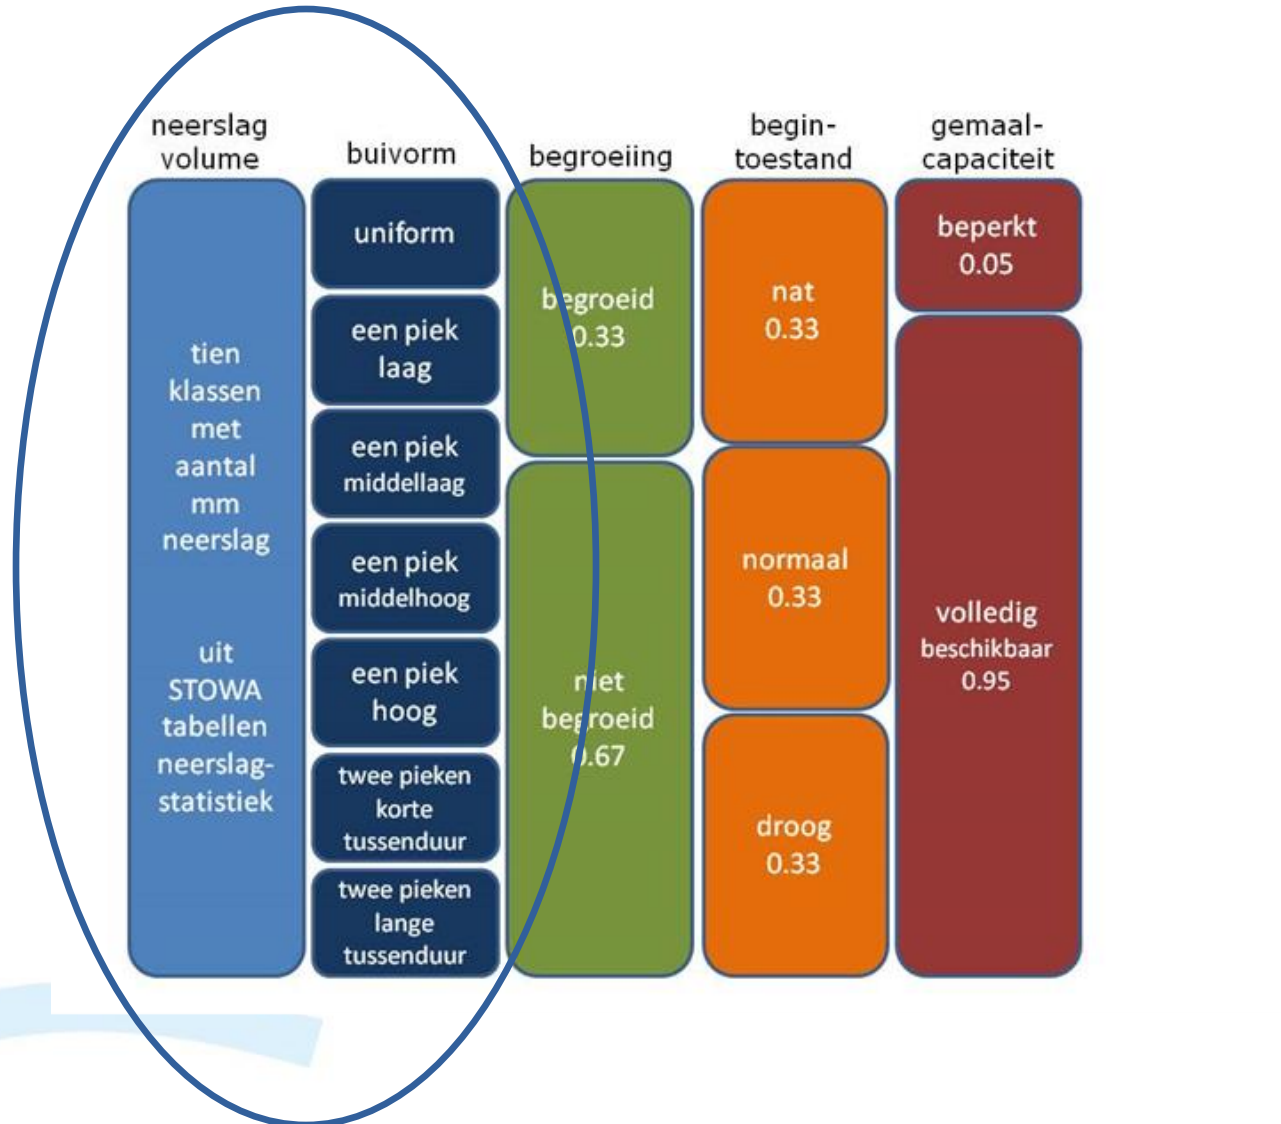 neerslag
volume
buivorm
begroeiing
begin-
toestand
gemaal-
capaciteit
tien
klassen
met
aantal
mm
neerslag
uit
STOWA
tabellen
neerslag-
statistiek
uniform
een piek
laag
een piek
middellaag
een piek
middelhoog
een piek
hoog
twee pieken
korte
tussenduur
twee pieken
lange
tussenduur
begroeid
0.33
niet
begroeid
0.67
nat
0.33
normaal
0.33
droog
0.33
beperkt
0.05
volledig
beschikbaar
0.95